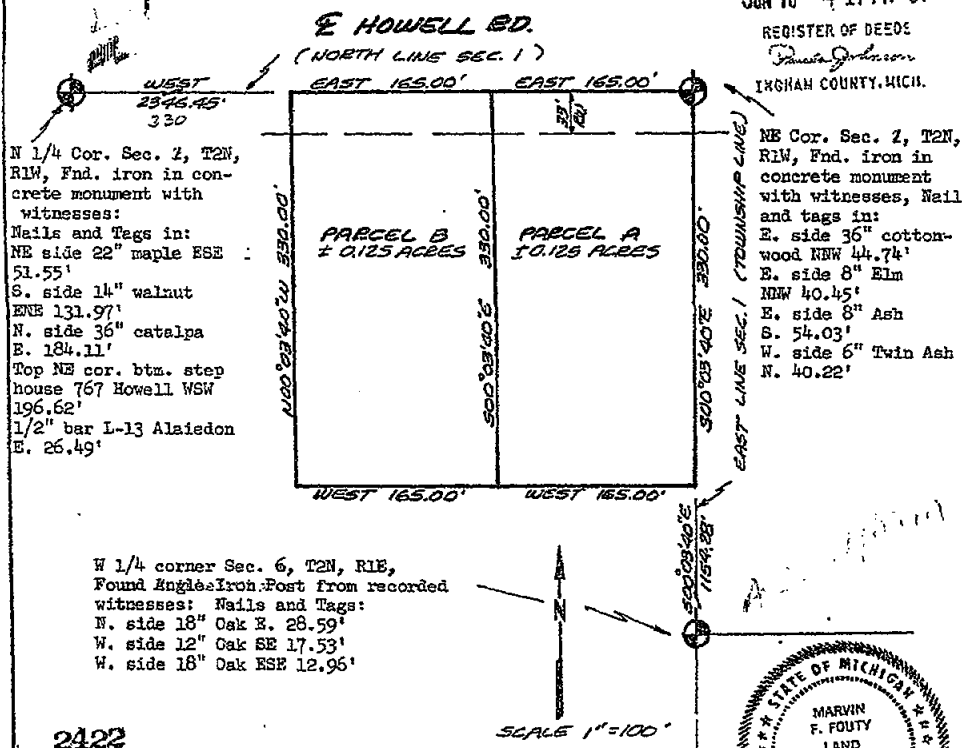 REGISTER OF DEEDS
INGHAM COUNTY, MICH.
℄ HOWELL RD.
(NORTH LINE SEC. 1)
WEST
2346.45'
330
EAST 165.00'
EAST 165.00'
33'
N 1/4 Cor. Sec. 1, T2N,
R1W, Fnd. iron in con-
crete monument with
witnesses:
Nails and Tags in:
NE side 22" maple ESE
51.55'
S. side 14" walnut
ENE 131.97'
N. side 36" catalpa
E. 184.11'
Top NE cor. btm. step
house 767 Howell WSW
196.62'
1/2" bar L-13 Alaiedon
E. 26.49'
N00°03'40"W 330.00'
PARCEL B
± 0.125 ACRES
S00°03'40"E 330.00'
PARCEL A
± 0.125 ACRES
S00°03'40"E 330.00'
EAST LINE SEC. 1 (TOWNSHIP LINE)
NE Cor. Sec. 1, T2N,
R1W, Fnd. iron in
concrete monument
with witnesses, Nail
and tags in:
E. side 36" cotton-
wood NNW 44.74'
E. side 8" Elm
NNW 40.45'
E. side 8" Ash
S. 54.03'
W. side 6" Twin Ash
N. 40.22'
WEST 165.00'
WEST 165.00'
S00°03'40"E
1154.28'
W 1/4 corner Sec. 6, T2N, R1E,
Found Angle Iron Post from recorded
witnesses: Nails and Tags:
N. side 18" Oak E. 28.59'
W. side 12" Oak SE 17.53'
W. side 18" Oak ESE 12.96'
N
SCALE 1"=100'
2422
STATE OF MICHIGAN
MARVIN
F. FOUTY
LAND